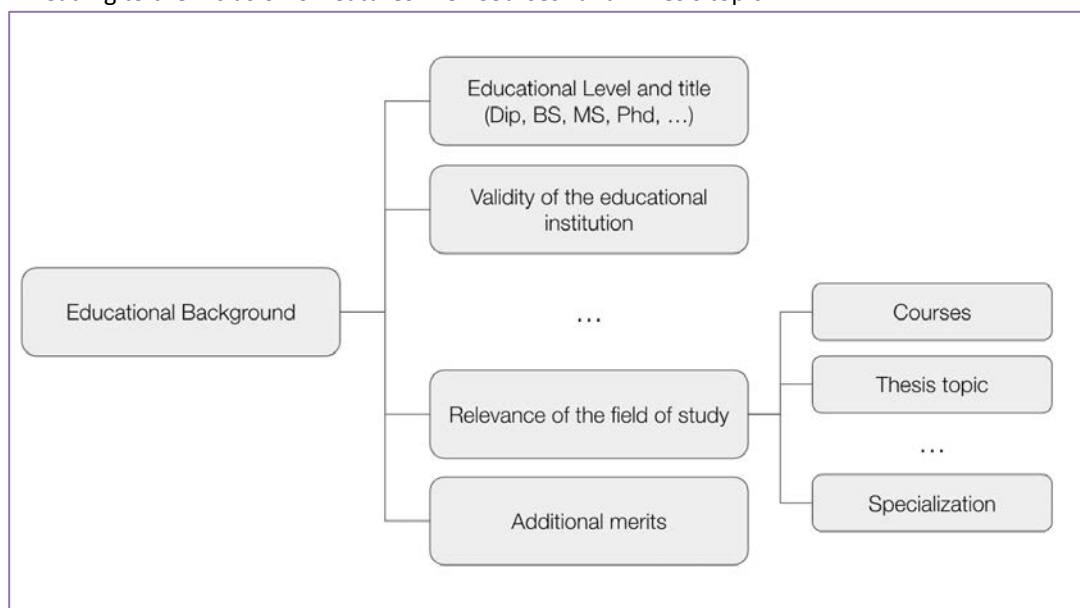 Educational Level and title
(Dip, BS, MS, Phd, …)
Validity of the educational
institution
Educational Background
…
Courses
Relevance of the field of study
Thesis topic
…
Additional merits
Specialization